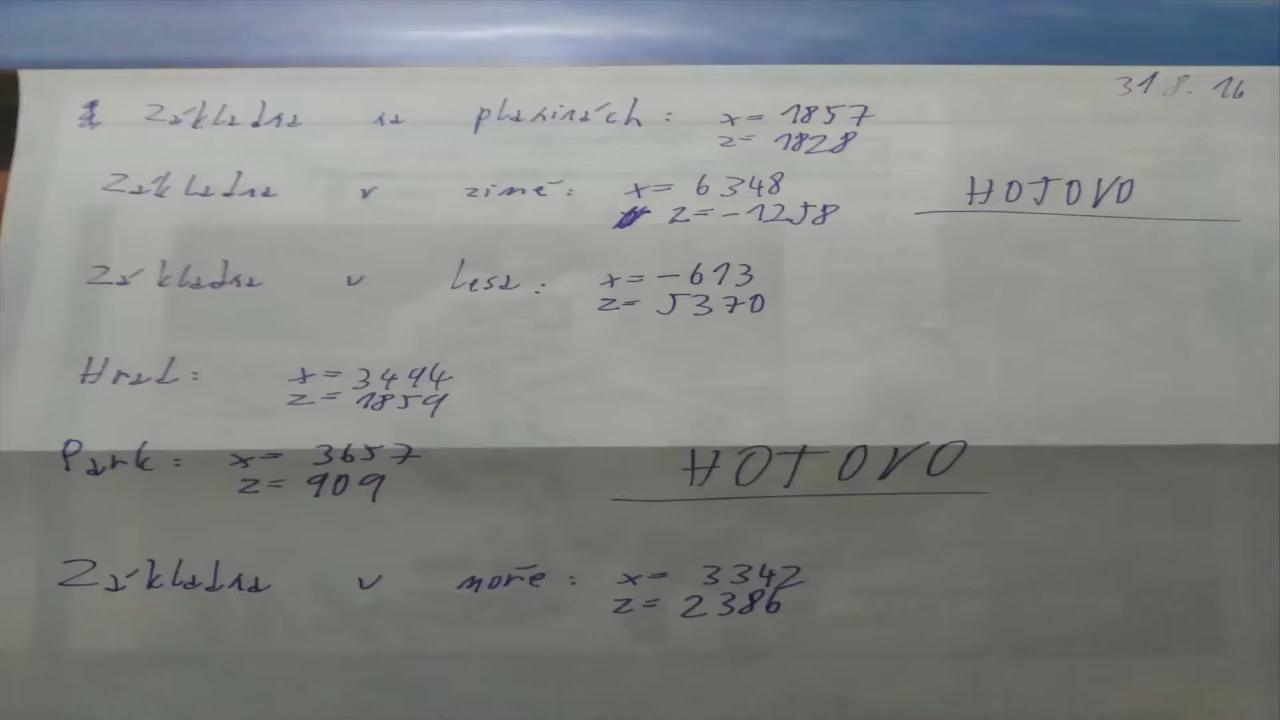 31 8. 16
Základna na planinách: x= 1857
z= 1828
Základna v zimě: x= 6348
z= -1258
HOTOVO
Základna v lese: x= -613
z= 5370
Hrad: x= 3494
z= 1859
Park: x= 3657
z= 909
HOTOVO
Základna v moře: x= 3342
z= 2386